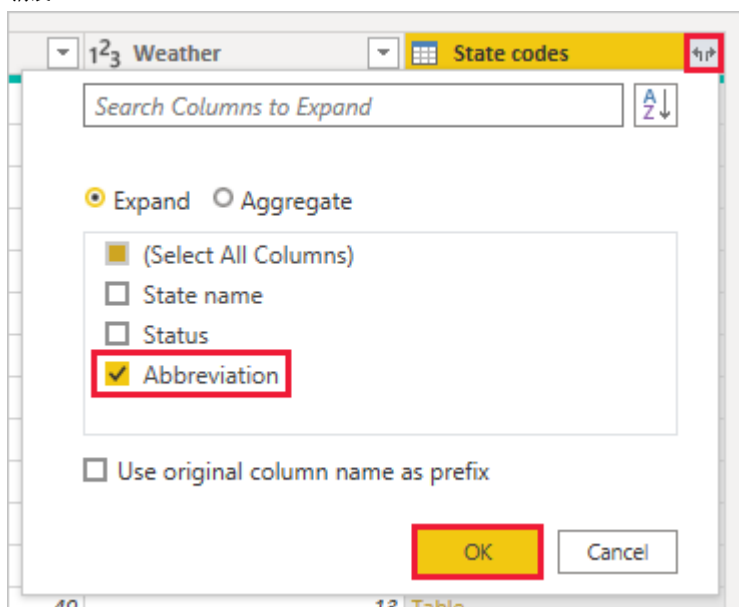 1²3 Weather State codes
Search Columns to Expand
Expand Aggregate
(Select All Columns)
State name
Status
Abbreviation
Use original column name as prefix
OK Cancel